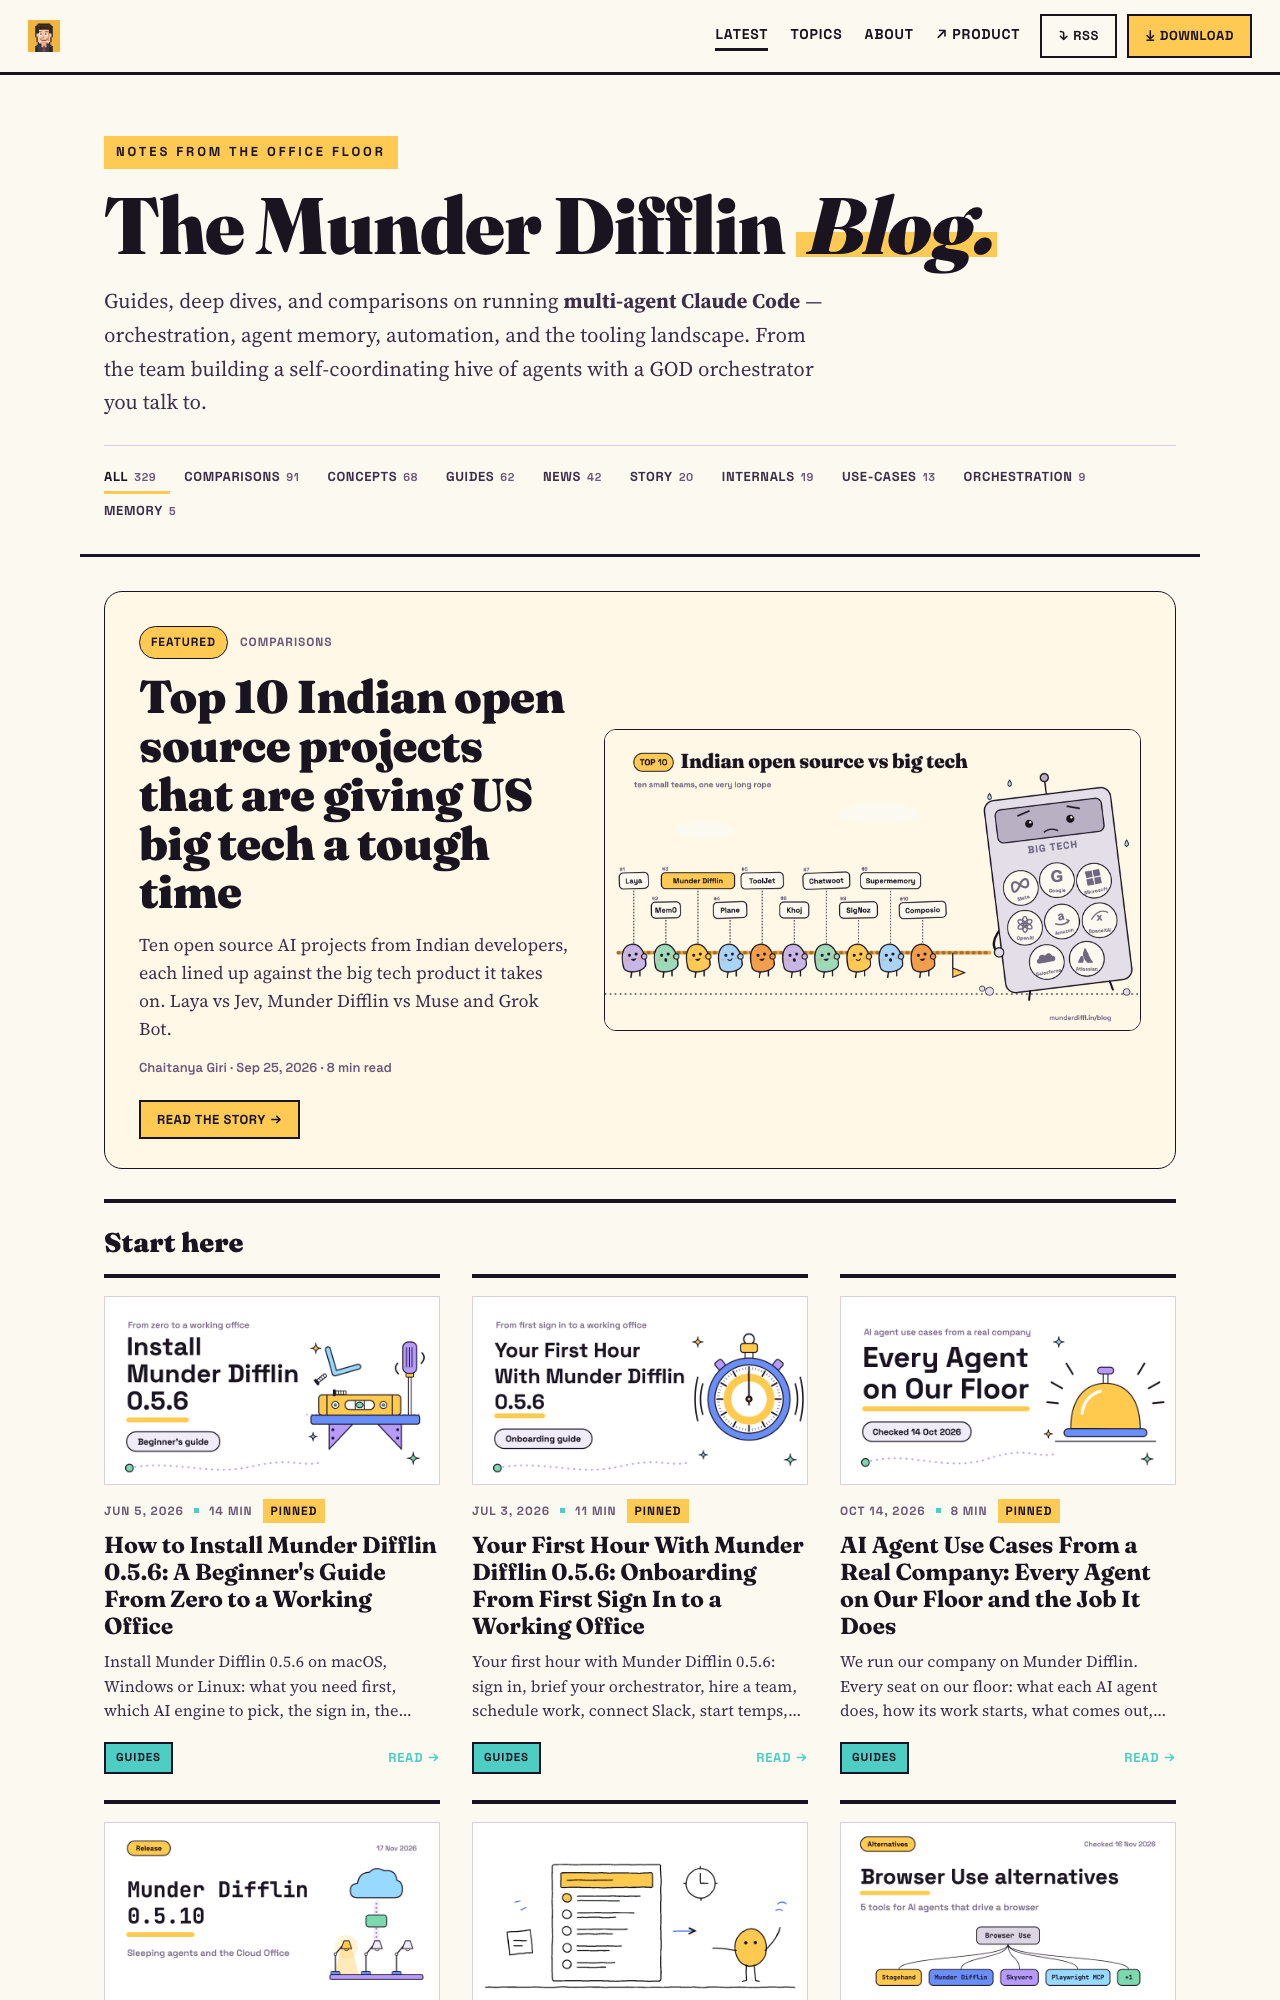 LATEST
TOPICS
ABOUT
↗ PRODUCT
RSS
DOWNLOAD
NOTES FROM THE OFFICE FLOOR
The Munder Difflin Blog.
Guides, deep dives, and comparisons on running multi-agent Claude Code —
orchestration, agent memory, automation, and the tooling landscape. From
the team building a self-coordinating hive of agents with a GOD orchestrator
you talk to.
ALL 329
COMPARISONS 91
CONCEPTS 68
GUIDES 62
NEWS 42
STORY 20
INTERNALS 19
USE-CASES 13
ORCHESTRATION 9
MEMORY 5
FEATURED
COMPARISONS
Top 10 Indian open
source projects
that are giving US
big tech a tough
time
Ten open source AI projects from Indian developers,
each lined up against the big tech product it takes
on. Laya vs Jev, Munder Difflin vs Muse and Grok
Bot.
Chaitanya Giri · Sep 25, 2026 · 8 min read
READ THE STORY →
TOP 10 Indian open source vs big tech
ten small teams, one very long rope
BIG TECH
Meta
Google
Microsoft
OpenAI
Amazon
SpaceXAI
Salesforce
Atlassian
Laya
Munder Difflin
ToolJet
Chatwoot
Supermemory
Mem0
Plane
Khoj
SigNoz
Composio
munderdiffl.in/blog
Start here
From zero to a working office
Install
Munder Difflin
0.5.6
Beginner's guide
JUN 5, 2026 14 MIN PINNED
How to Install Munder Difflin
0.5.6: A Beginner's Guide
From Zero to a Working
Office
Install Munder Difflin 0.5.6 on macOS,
Windows or Linux: what you need first,
which AI engine to pick, the sign in, the…
GUIDES
READ →
From first sign in to a working office
Your First Hour
With Munder Difflin
0.5.6
Onboarding guide
JUL 3, 2026 11 MIN PINNED
Your First Hour With Munder
Difflin 0.5.6: Onboarding
From First Sign In to a
Working Office
Your first hour with Munder Difflin 0.5.6:
sign in, brief your orchestrator, hire a team,
schedule work, connect Slack, start temps,…
GUIDES
READ →
AI agent use cases from a real company
Every Agent
on Our Floor
Checked 14 Oct 2026
OCT 14, 2026 8 MIN PINNED
AI Agent Use Cases From a
Real Company: Every Agent
on Our Floor and the Job It
Does
We run our company on Munder Difflin.
Every seat on our floor: what each AI agent
does, how its work starts, what comes out,…
GUIDES
READ →
Release
17 Nov 2026
Munder Difflin
0.5.10
Sleeping agents and the Cloud Office
Alternatives
Checked 16 Nov 2026
Browser Use alternatives
5 tools for AI agents that drive a browser
Browser Use
Stagehand
Munder Difflin
Skyvern
Playwright MCP
+1